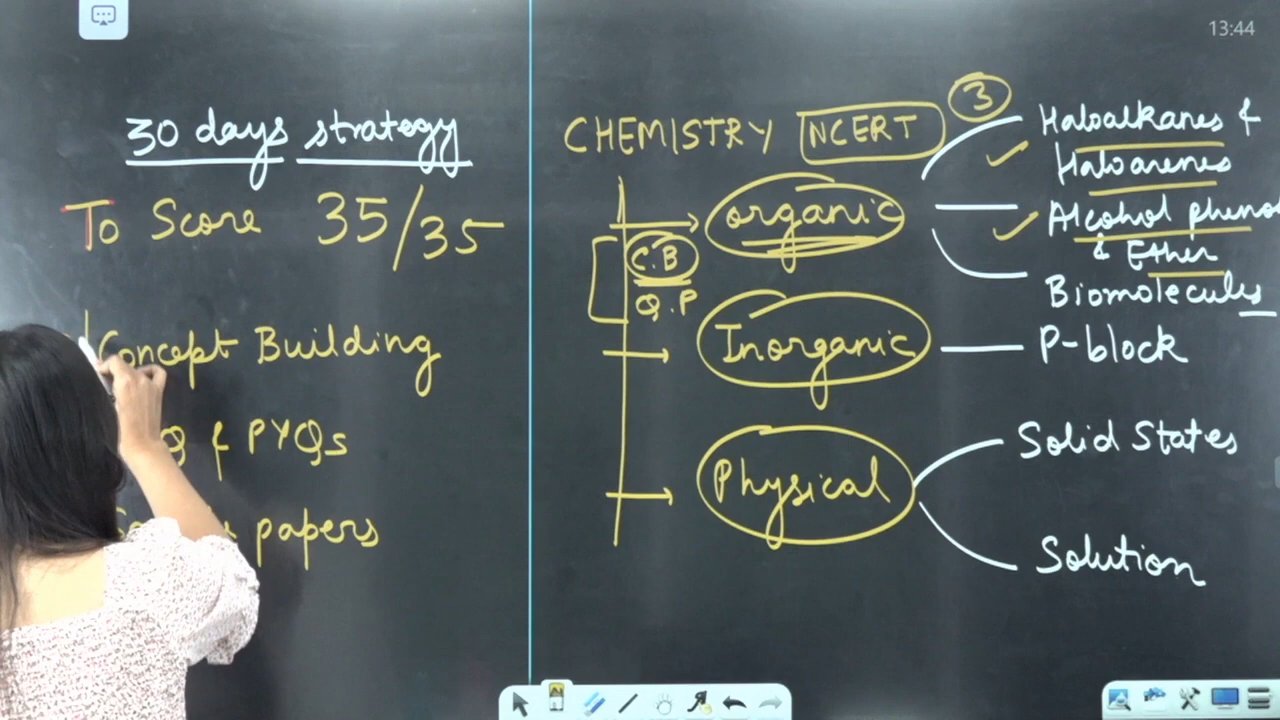 13:44
30 days strategy
To Score 35/35
Concept Building
Q & PYQs
papers
CHEMISTRY NCERT
3
organic
C.B
Q.P
Inorganic
Physical
Haloalkanes &
Haloarenes
Alcohol pheno
& Ether
Biomolecules
P-block
Solid States
Solution